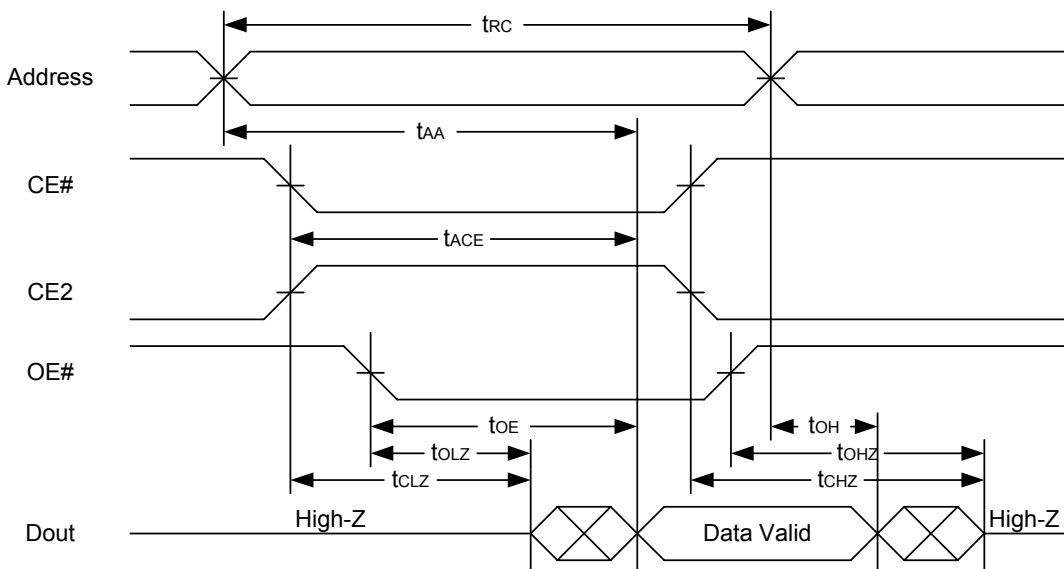 tRC
Address
tAA
CE#
tACE
CE2
OE#
tOE
tOH
tOLZ
tOHZ
tCLZ
tCHZ
High-Z
Data Valid
High-Z
Dout